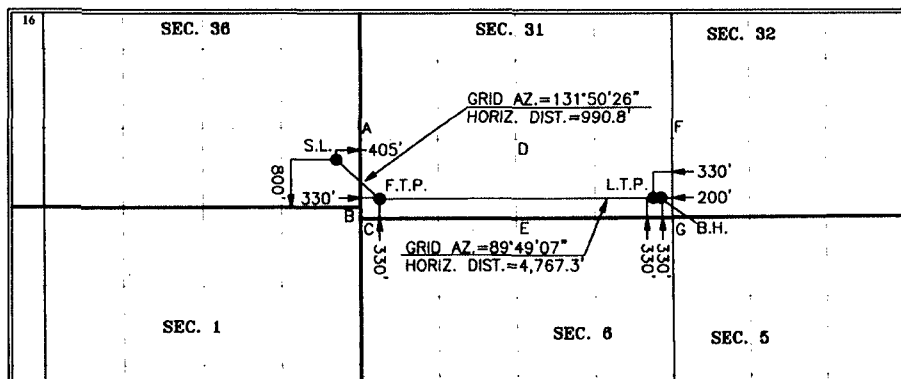 16
SEC. 36
SEC. 31
SEC. 32
GRID AZ.=131°50'26"
HORIZ. DIST.=990.8'
A
F
S.L.
405'
D
800'
330'
F.T.P.
L.T.P.
330'
330'
200'
B
C
E
G
B.H.
330'
GRID AZ.=89°49'07"
HORIZ. DIST.=4,767.3'
330'
330'
SEC. 1
SEC. 6
SEC. 5